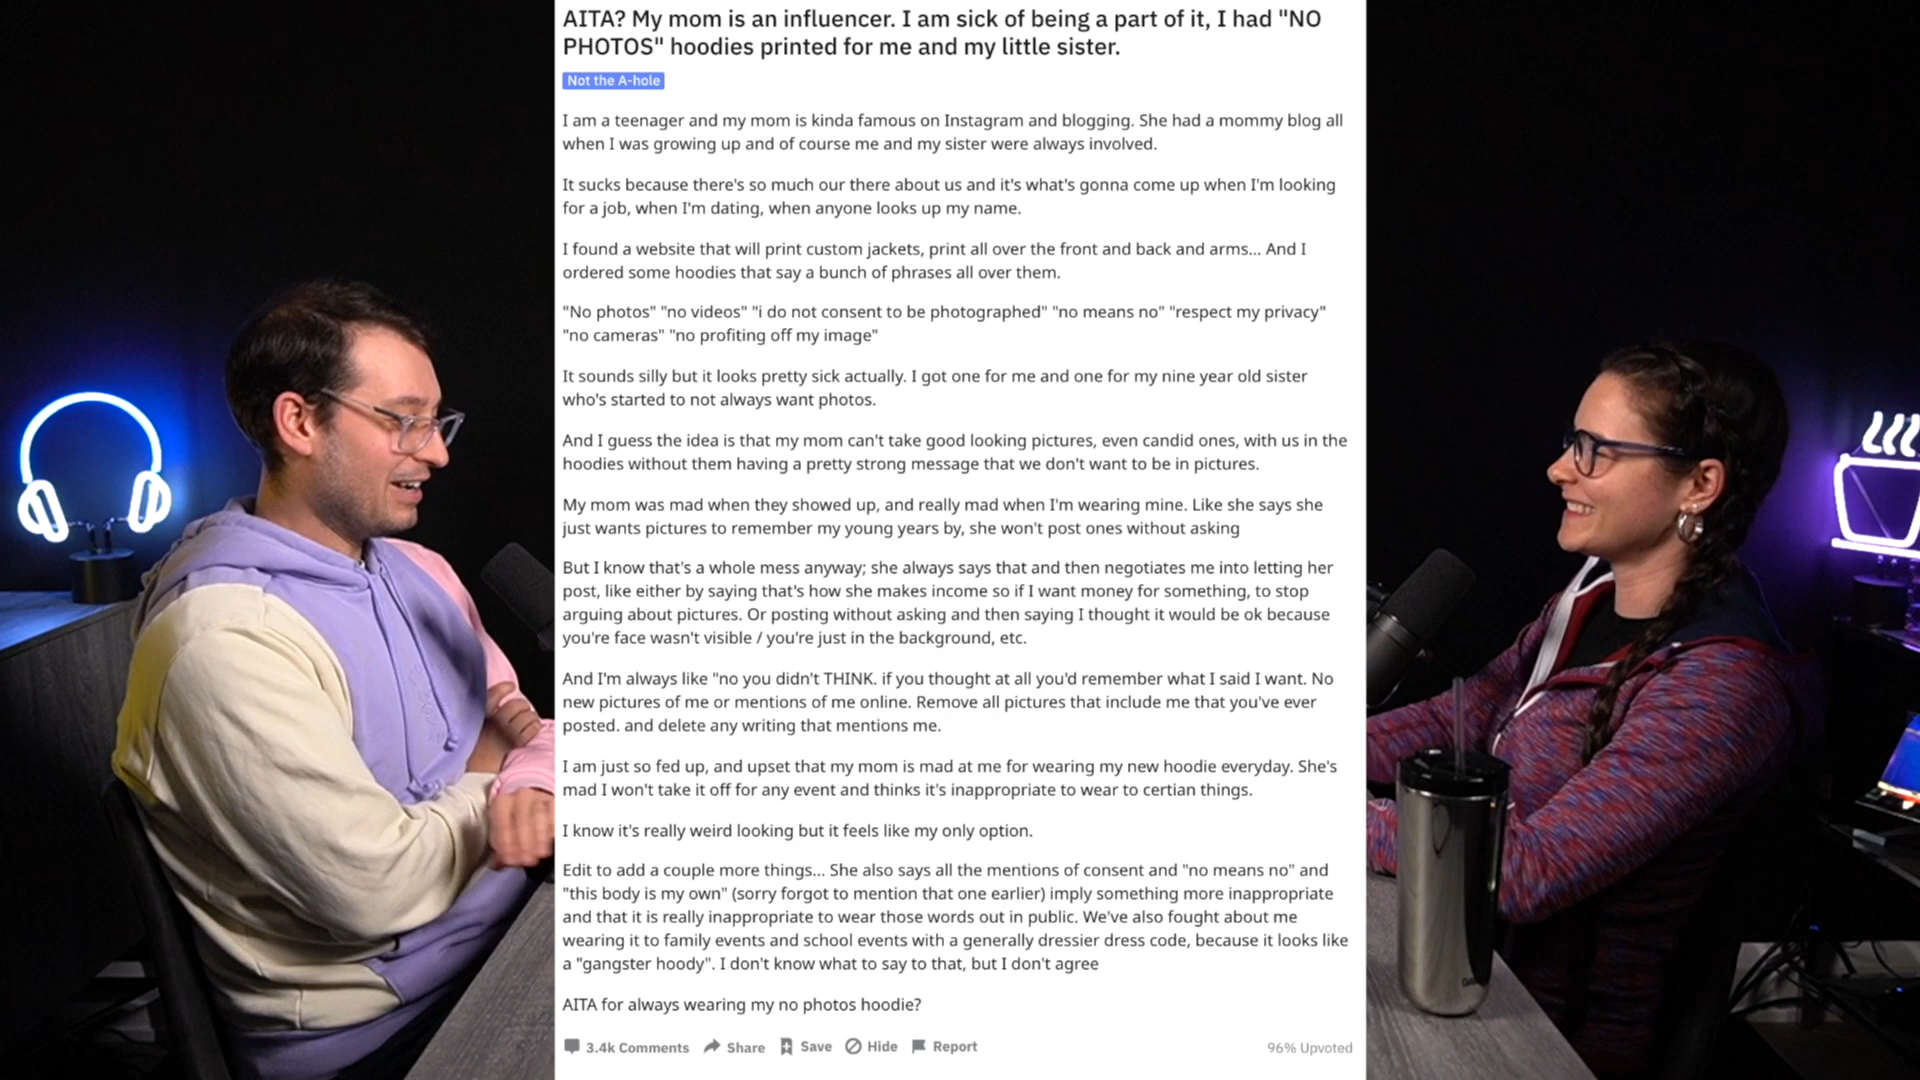 AITA? My mom is an influencer. I am sick of being a part of it, I had "NO
PHOTOS" hoodies printed for me and my little sister.
Not the A-hole
I am a teenager and my mom is kinda famous on Instagram and blogging. She had a mommy blog all
when I was growing up and of course me and my sister were always involved.
It sucks because there's so much our there about us and it's what's gonna come up when I'm looking
for a job, when I'm dating, when anyone looks up my name.
I found a website that will print custom jackets, print all over the front and back and arms... And I
ordered some hoodies that say a bunch of phrases all over them.
"No photos" "no videos" "i do not consent to be photographed" "no means no" "respect my privacy"
"no cameras" "no profiting off my image"
It sounds silly but it looks pretty sick actually. I got one for me and one for my nine year old sister
who's started to not always want photos.
And I guess the idea is that my mom can't take good looking pictures, even candid ones, with us in the
hoodies without them having a pretty strong message that we don't want to be in pictures.
My mom was mad when they showed up, and really mad when I'm wearing mine. Like she says she
just wants pictures to remember my young years by, she won't post ones without asking
But I know that's a whole mess anyway; she always says that and then negotiates me into letting her
post, like either by saying that's how she makes income so if I want money for something, to stop
arguing about pictures. Or posting without asking and then saying I thought it would be ok because
you're face wasn't visible / you're just in the background, etc.
And I'm always like "no you didn't THINK. if you thought at all you'd remember what I said I want. No
new pictures of me or mentions of me online. Remove all pictures that include me that you've ever
posted. and delete any writing that mentions me.
I am just so fed up, and upset that my mom is mad at me for wearing my new hoodie everyday. She's
mad I won't take it off for any event and thinks it's inappropriate to wear to certian things.
I know it's really weird looking but it feels like my only option.
Edit to add a couple more things... She also says all the mentions of consent and "no means no" and
"this body is my own" (sorry forgot to mention that one earlier) imply something more inappropriate
and that it is really inappropriate to wear those words out in public. We've also fought about me
wearing it to family events and school events with a generally dressier dress code, because it looks like
a "gangster hoody". I don't know what to say to that, but I don't agree
AITA for always wearing my no photos hoodie?
3.4k Comments Share Save Hide Report 96% Upvoted